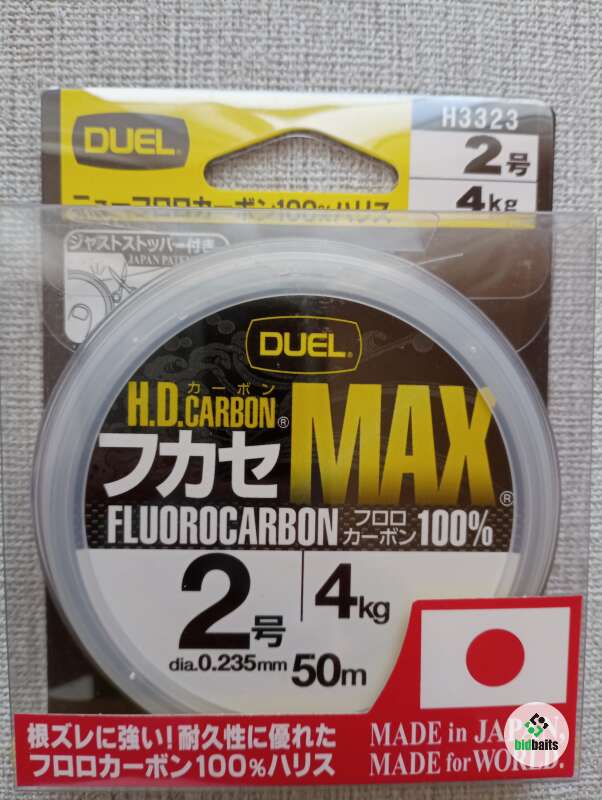 DUEL®
H3323
2号
4kg
ニューフロロカーボン100%ハリス
ジャストストッパー付き
JAPAN PATENT
DUEL®
カーボン
H.D.CARBON® MAX®
フカセ
FLUOROCARBON フロロカーボン100%
2号
4kg
dia.0.235mm 50m
根ズレに強い!耐久性に優れた
フロロカーボン100%ハリス
MADE in JAPAN,
MADE for WORLD.
bidbaits